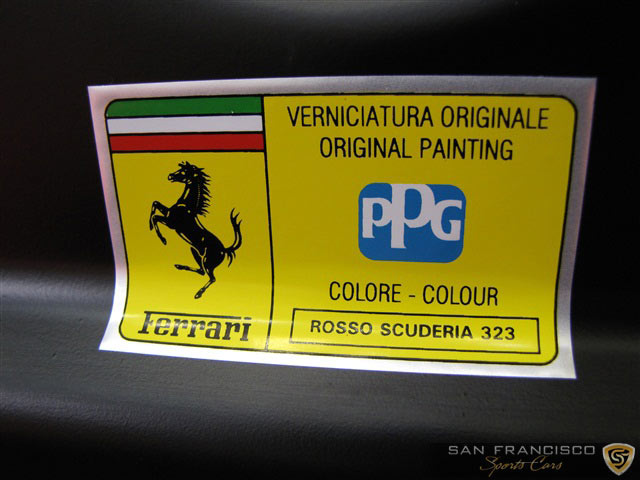 VERNICIATURA ORIGINALE
ORIGINAL PAINTING
PPG
COLORE - COLOUR
Ferrari
ROSSO SCUDERIA 323
SAN FRANCISCO
Sports Cars